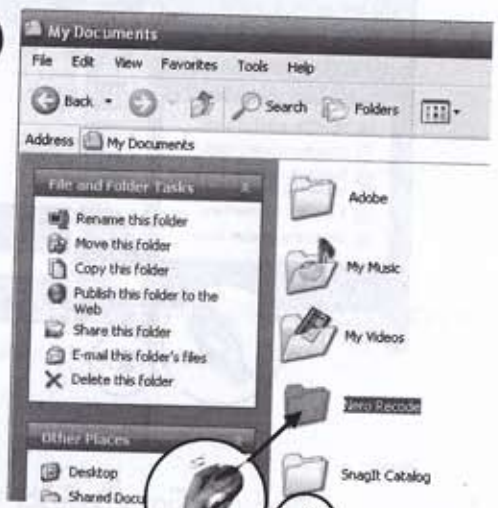 My Documents
File Edit View Favorites Tools Help
Back Search Folders
Address My Documents
File and Folder Tasks
Rename this folder
Move this folder
Copy this folder
Publish this folder to the
Web
Share this folder
E-mail this folder's files
Delete this folder
Other Places
Desktop
Shared Docu
Adobe
My Music
My Videos
Nero Recode
SnagIt Catalog